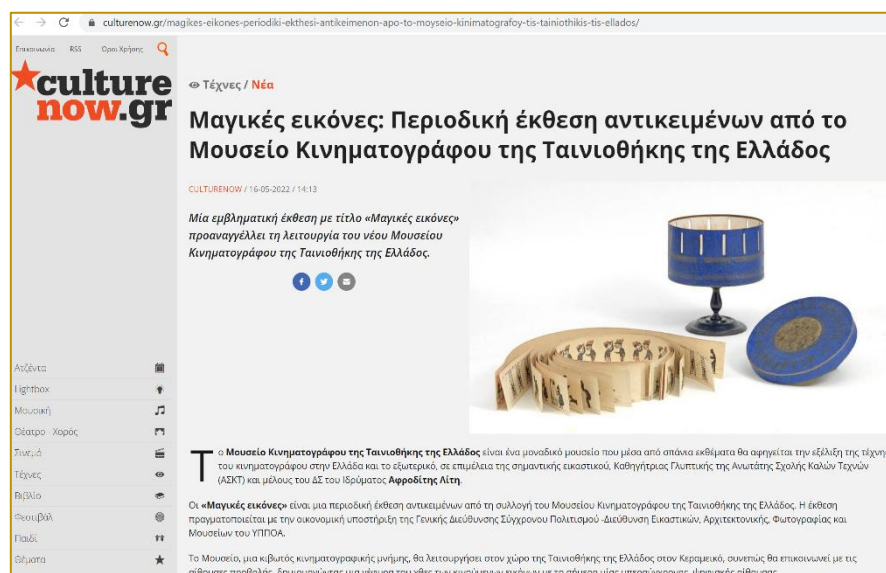 culturenow.gr/magikes-eikones-periodiki-ekthesi-antikeimenon-apo-to-moyseio-kinimatografoy-tis-tainiothikis-tis-ellados/
Επικοινωνία RSS Όροι Χρήσης
culture
now.gr
Τέχνες / Νέα
Μαγικές εικόνες: Περιοδική έκθεση αντικειμένων από το
Μουσείο Κινηματογράφου της Ταινιοθήκης της Ελλάδος
CULTURENOW / 16-05-2022 / 14:13
Μία εμβληματική έκθεση με τίτλο «Μαγικές εικόνες»
προαναγγέλλει τη λειτουργία του νέου Μουσείου
Κινηματογράφου της Ταινιοθήκης της Ελλάδος.
Ατζέντα
Lightbox
Μουσική
Θέατρο - Χορός
Σινεμά
Τέχνες
Βιβλίο
Φεστιβάλ
Παιδί
Θέματα
Το Μουσείο Κινηματογράφου της Ταινιοθήκης της Ελλάδος είναι ένα μοναδικό μουσείο που μέσα από σπάνια εκθέματα θα αφηγείται την εξέλιξη της τέχνης
του κινηματογράφου στην Ελλάδα και το εξωτερικό, σε επιμέλεια της σημαντικής εικαστικού, Καθηγήτριας Γλυπτικής της Ανωτάτης Σχολής Καλών Τεχνών
(ΑΣΚΤ) και μέλους του ΔΣ του Ιδρύματος Αφροδίτης Λίτη.
Οι «Μαγικές εικόνες» είναι μια περιοδική έκθεση αντικειμένων από τη συλλογή του Μουσείου Κινηματογράφου της Ταινιοθήκης της Ελλάδος. Η έκθεση
πραγματοποιείται με την οικονομική υποστήριξη της Γενικής Διεύθυνσης Σύγχρονου Πολιτισμού -Διεύθυνση Εικαστικών, Αρχιτεκτονικής, Φωτογραφίας και
Μουσείων του ΥΠΠΟΑ.
Το Μουσείο, μια κιβωτός κινηματογραφικής μνήμης, θα λειτουργήσει στον χώρο της Ταινιοθήκης της Ελλάδος στον Κεραμεικό, συνεπώς θα επικοινωνεί με τις